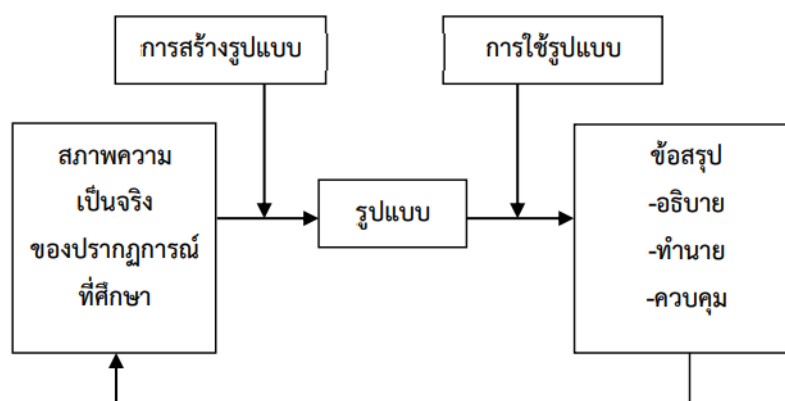 การสร้างรูปแบบ
การใช้รูปแบบ
สภาพความ
เป็นจริง
ของปรากฏการณ์
ที่ศึกษา
รูปแบบ
ข้อสรุป
-อธิบาย
-ทำนาย
-ควบคุม